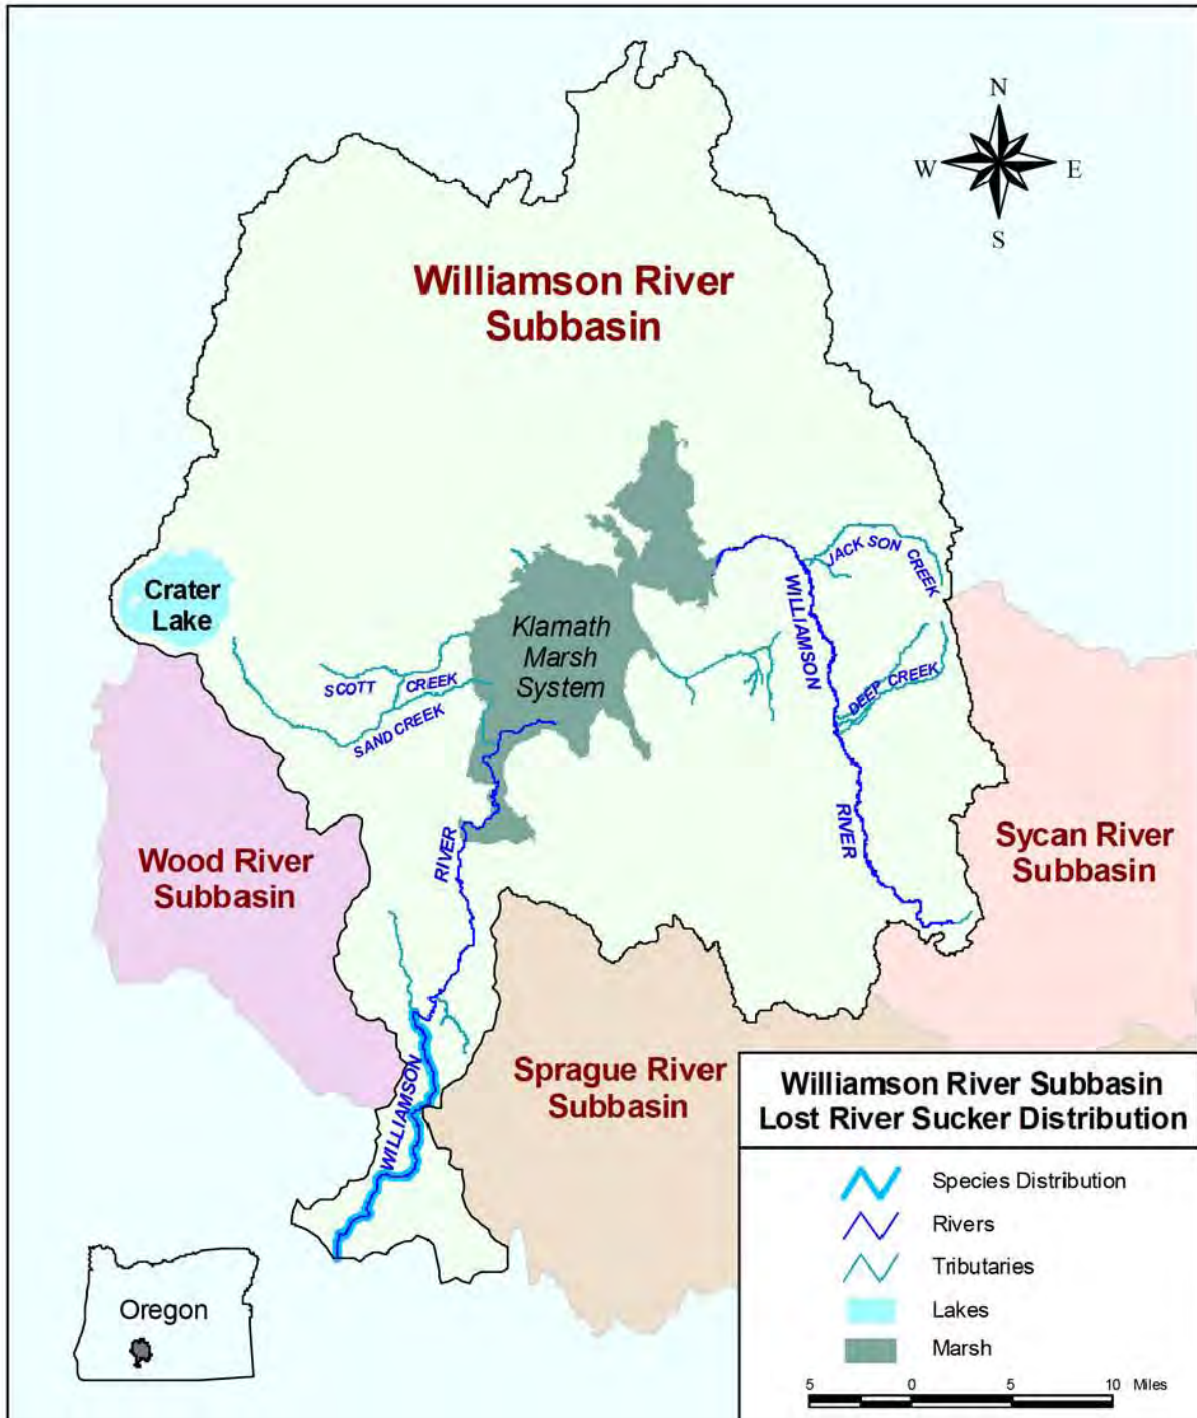 N
W
E
S
Williamson River
Subbasin
JACKSON CREEK
Crater
Lake
Klamath
Marsh
System
WILLIAMSON
SCOTT CREEK
DEEP CREEK
SAND CREEK
RIVER
RIVER
Sycan River
Subbasin
Wood River
Subbasin
Sprague River
Subbasin
WILLIAMSON
Williamson River Subbasin
Lost River Sucker Distribution
Species Distribution
Rivers
Tributaries
Lakes
Marsh
5 0 5 10 Miles
Oregon